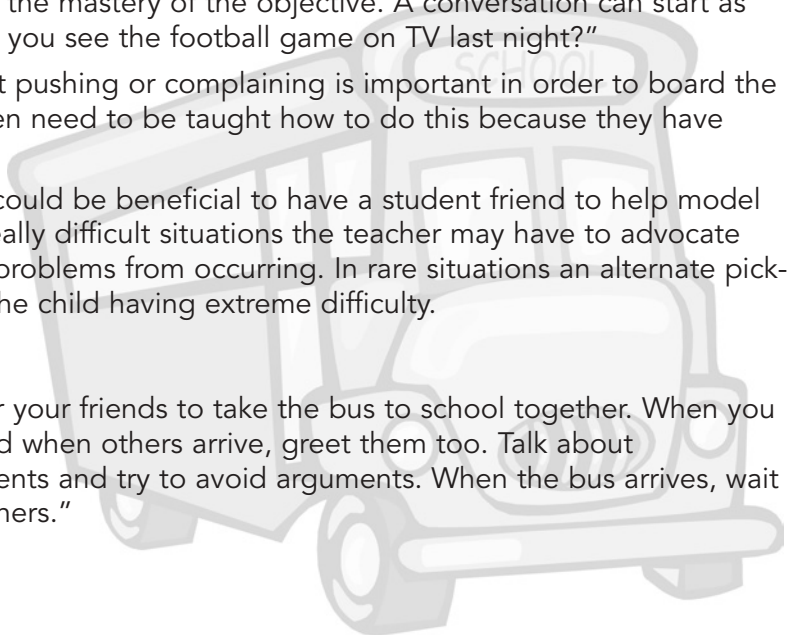 the mastery of the objective. A conversation can start as
you see the football game on TV last night?”
t pushing or complaining is important in order to board the
en need to be taught how to do this because they have
could be beneficial to have a student friend to help model
eally difficult situations the teacher may have to advocate
problems from occurring. In rare situations an alternate pick-
he child having extreme difficulty.
r your friends to take the bus to school together. When you
d when others arrive, greet them too. Talk about
ents and try to avoid arguments. When the bus arrives, wait
hers.”
SCHOOL